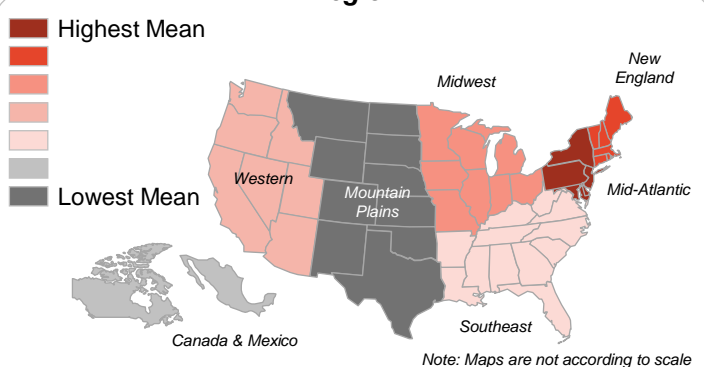 Highest Mean
Lowest Mean
New
England
Midwest
Mid-Atlantic
Western
Mountain
Plains
Southeast
Canada & Mexico
Note: Maps are not according to scale